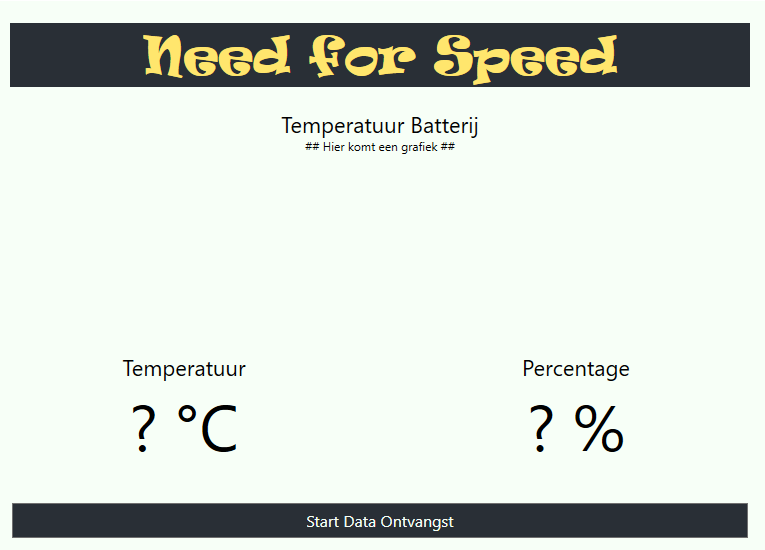 Need for Speed
Temperatuur Batterij
## Hier komt een grafiek ##
Temperatuur
Percentage
? °C
? %
Start Data Ontvangst